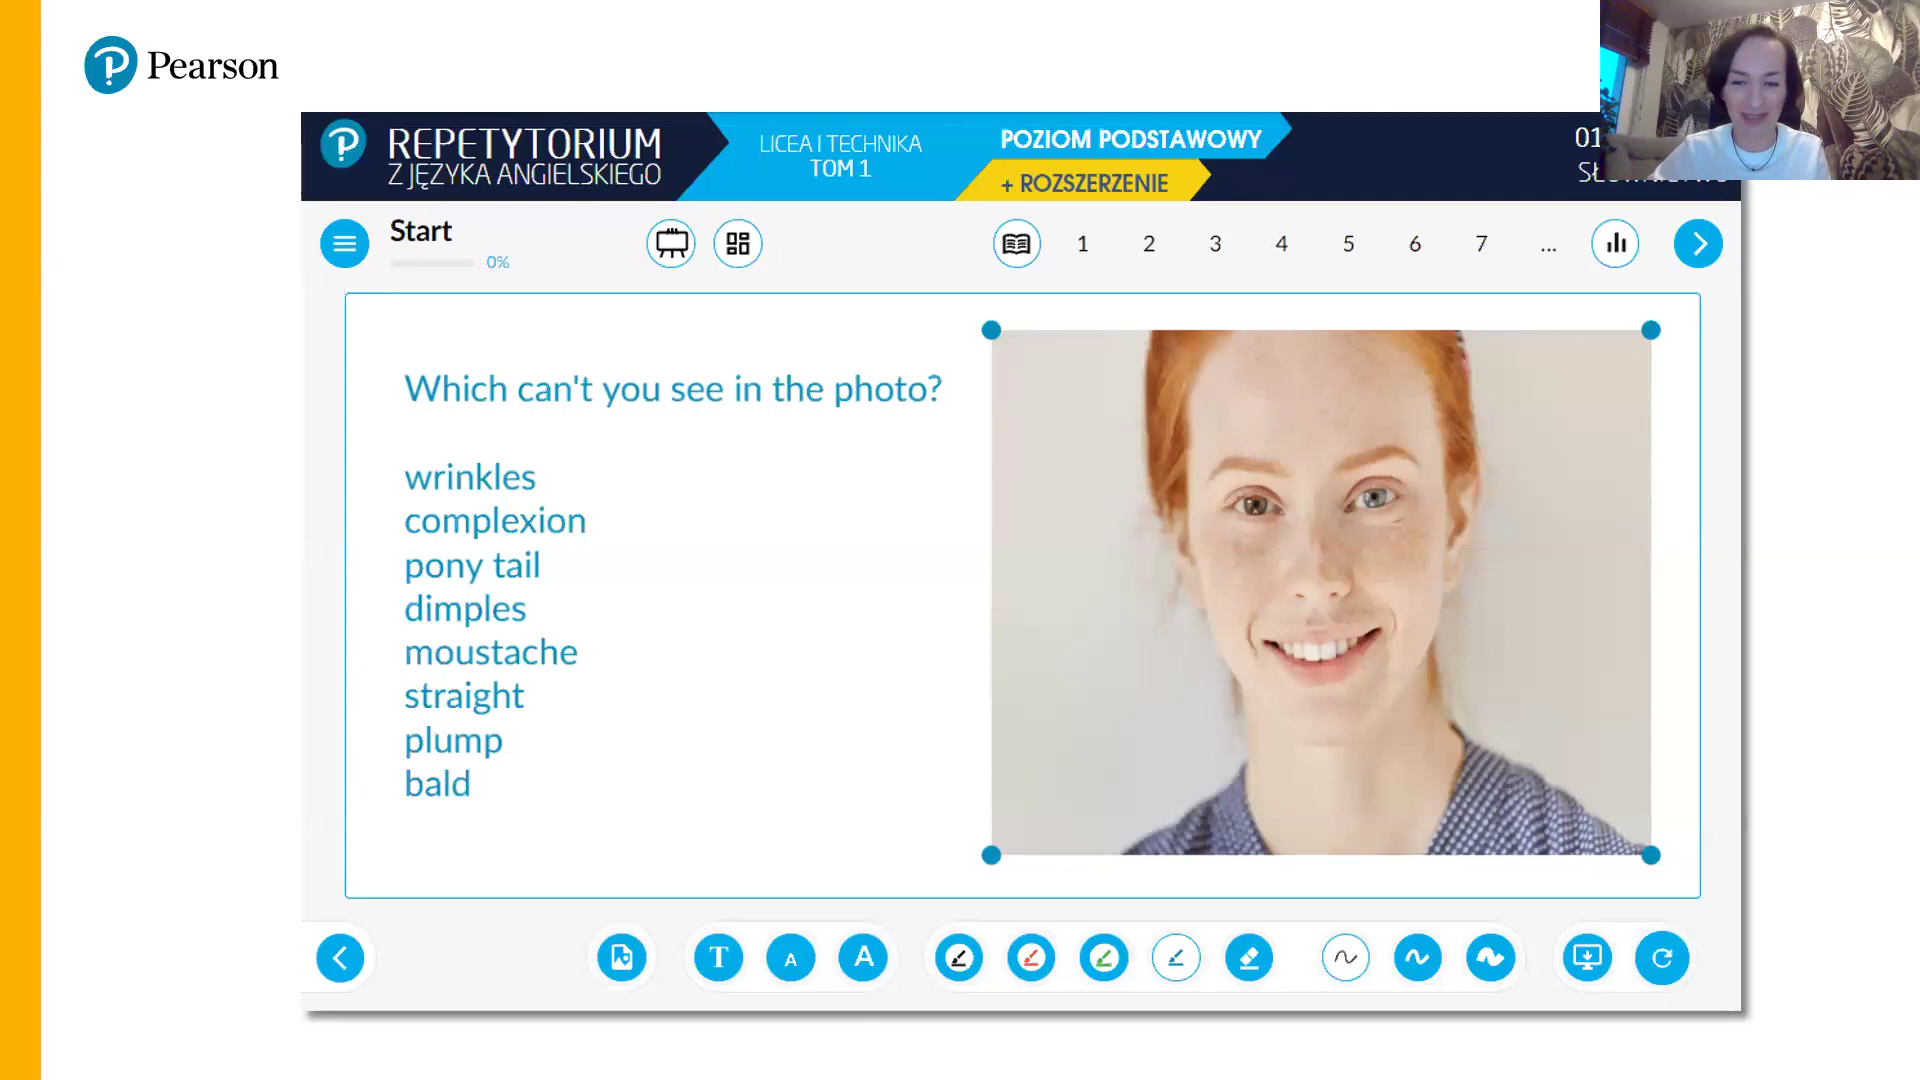 Pearson
REPETYTORIUM
Z JĘZYKA ANGIELSKIEGO
LICEA I TECHNIKA
TOM 1
POZIOM PODSTAWOWY
+ ROZSZERZENIE
01
Start
0%
1 2 3 4 5 6 7 ...
Which can't you see in the photo?
wrinkles
complexion
pony tail
dimples
moustache
straight
plump
bald
T A A